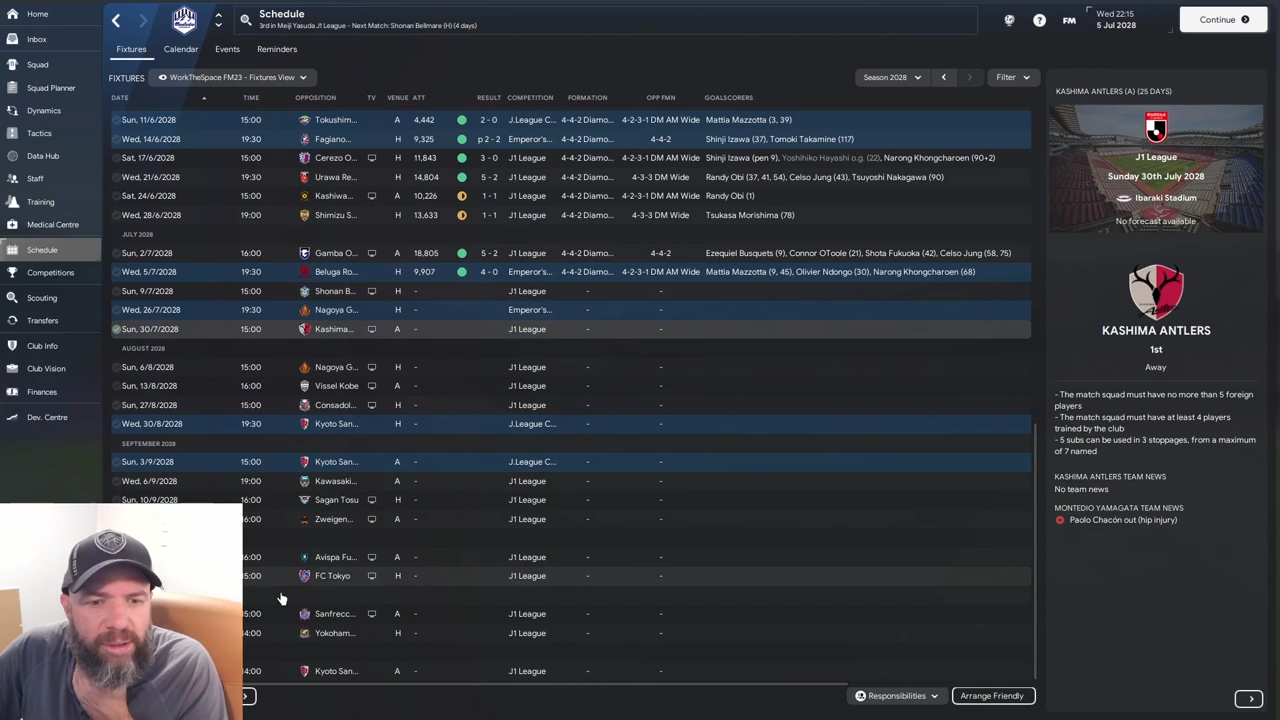 Home
Inbox
Squad
Squad Planner
Dynamics
Tactics
Data Hub
Staff
Training
Medical Centre
Schedule
Competitions
Scouting
Transfers
Club Info
Club Vision
Finances
Dev. Centre
Schedule
3rd in Meiji Yasuda J1 League - Next Match: Shonan Bellmare (H) (4 days)
FM
Wed 22:15
5 Jul 2028
Continue
Fixtures Calendar Events Reminders
FIXTURES WorkTheSpace FM23 - Fixtures View Season 2028 Filter
DATE TIME OPPOSITION TV VENUE ATT RESULT COMPETITION FORMATION OPP FMN GOALSCORERS
Sun, 11/6/2028 15:00 Tokushim... A 4,442 2 - 0 J.League C... 4-4-2 Diamo... 4-2-3-1 DM AM Wide Mattia Mazzotta (3, 39)
Wed, 14/6/2028 19:30 Fagiano... H 9,325 p 2 - 2 Emperor's... 4-4-2 Diamo... 4-4-2 Shinji Izawa (37), Tomoki Takamine (117)
Sat, 17/6/2028 15:00 Cerezo O... H 11,843 3 - 0 J1 League 4-4-2 Diamo... 4-2-3-1 DM AM Wide Shinji Izawa (pen 9), Yoshihiko Hayashi o.g. (22), Narong Khongcharoen (90+2)
Wed, 21/6/2028 19:30 Urawa Re... H 14,804 5 - 2 J1 League 4-4-2 Diamo... 4-3-3 DM Wide Randy Obi (37, 41, 54), Celso Jung (43), Tsuyoshi Nakagawa (90)
Sat, 24/6/2028 15:00 Kashiwa... A 10,226 1 - 1 J1 League 4-4-2 Diamo... 4-2-3-1 DM AM Wide Randy Obi (1)
Wed, 28/6/2028 19:00 Shimizu S... H 13,633 1 - 1 J1 League 4-4-2 Diamo... 4-3-3 DM Wide Tsukasa Morishima (78)
JULY 2028
Sun, 2/7/2028 16:00 Gamba O... A 18,805 5 - 2 J1 League 4-4-2 Diamo... 4-4-2 Ezequiel Busquets (9), Connor OToole (21), Shota Fukuoka (42), Celso Jung (58, 75)
Wed, 5/7/2028 19:30 Beluga Ro... H 9,907 4 - 0 Emperor's... 4-4-2 Diamo... 4-2-3-1 DM AM Wide Mattia Mazzotta (9, 45), Olivier Ndongo (30), Narong Khongcharoen (68)
Sun, 9/7/2028 15:00 Shonan B... H - - J1 League - -
Wed, 26/7/2028 19:30 Nagoya G... H - - Emperor's... - -
Sun, 30/7/2028 15:00 Kashima... A - - J1 League - -
AUGUST 2028
Sun, 6/8/2028 15:00 Nagoya G... H - - J1 League - -
Sun, 13/8/2028 16:00 Vissel Kobe A - - J1 League - -
Sun, 27/8/2028 15:00 Consadol... H - - J1 League - -
Wed, 30/8/2028 19:30 Kyoto San... H - - J.League C... - -
SEPTEMBER 2028
Sun, 3/9/2028 15:00 Kyoto San... A - - J.League C... - -
Wed, 6/9/2028 19:00 Kawasaki... A - - J1 League - -
Sun, 10/9/2028 16:00 Sagan Tosu H - - J1 League - -
16:00 Zweigen... A - - J1 League - -
16:00 Avispa Fu... A - - J1 League - -
15:00 FC Tokyo H - - J1 League - -
15:00 Sanfrecc... A - - J1 League - -
14:00 Yokoham... H - - J1 League - -
14:00 Kyoto San... A - - J1 League - -
Responsibilities Arrange Friendly
KASHIMA ANTLERS (A) (25 DAYS)
J1 League
Sunday 30th July 2028
Ibaraki Stadium
No forecast available
KASHIMA ANTLERS
1st
Away
- The match squad must have no more than 5 foreign
players
- The match squad must have at least 4 players
trained by the club
- 5 subs can be used in 3 stoppages, from a maximum
of 7 named
KASHIMA ANTLERS TEAM NEWS
No team news
MONTEDIO YAMAGATA TEAM NEWS
Paolo Chacón out (hip injury)